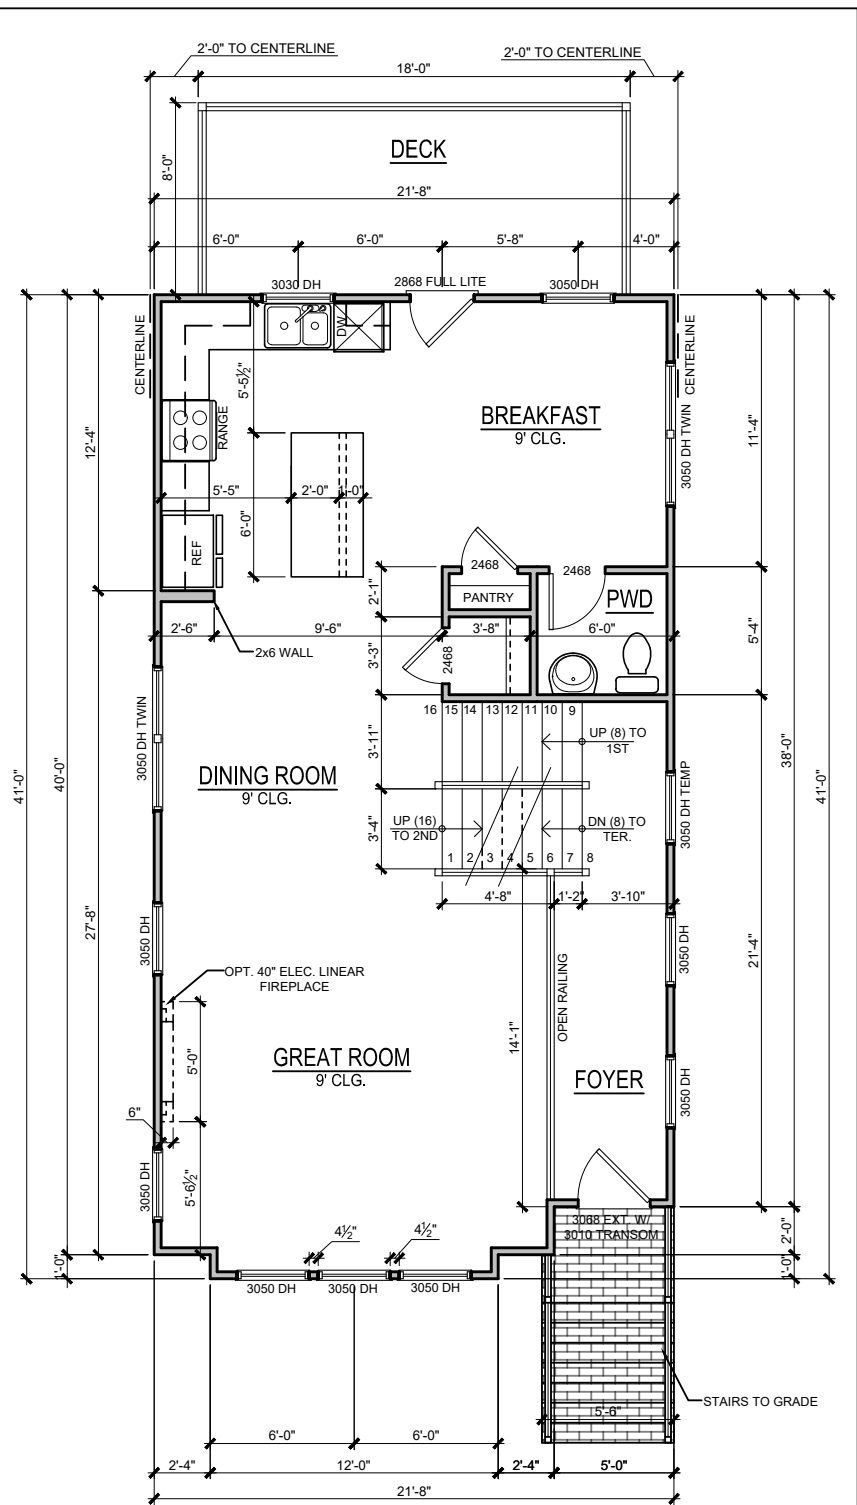 2'-0" TO CENTERLINE
2'-0" TO CENTERLINE
18'-0"
8'-0"
DECK
21'-8"
6'-0"
6'-0"
5'-8"
4'-0"
3030 DH
2868 FULL LITE
3050 DH
CENTERLINE
CENTERLINE
DW
5'-5½"
RANGE
BREAKFAST
9' CLG.
3050 DH TWIN
12'-4"
11'-4"
5'-5"
2'-0"
1'-0"
6'-0"
REF
2468
2468
PANTRY
PWD
2'-1"
2'-6"
9'-6"
3'-8"
6'-0"
5'-4"
2x6 WALL
3'-3"
2468
16 15 14 13 12 11 10 9
UP (8) TO
1ST
3'-11"
3050 DH TWIN
DINING ROOM
9' CLG.
3050 DH TEMP
41'-0"
40'-0"
38'-0"
41'-0"
UP (16)
TO 2ND
DN (8) TO
TER.
3'-4"
1 2 3 4 5 6 7 8
4'-8"
1'-2"
3'-10"
27'-8"
3050 DH
3050 DH
21'-4"
OPT. 40" ELEC. LINEAR
FIREPLACE
OPEN RAILING
14'-1"
5'-0"
GREAT ROOM
9' CLG.
FOYER
3050 DH
6"
3050 DH
5'-6½"
3068 EXT. W/
3010 TRANSOM
4½"
4½"
2'-0"
1'-0"
1'-0"
3050 DH
3050 DH
3050 DH
STAIRS TO GRADE
5'-6"
6'-0"
6'-0"
2'-4"
12'-0"
2'-4"
5'-0"
21'-8"